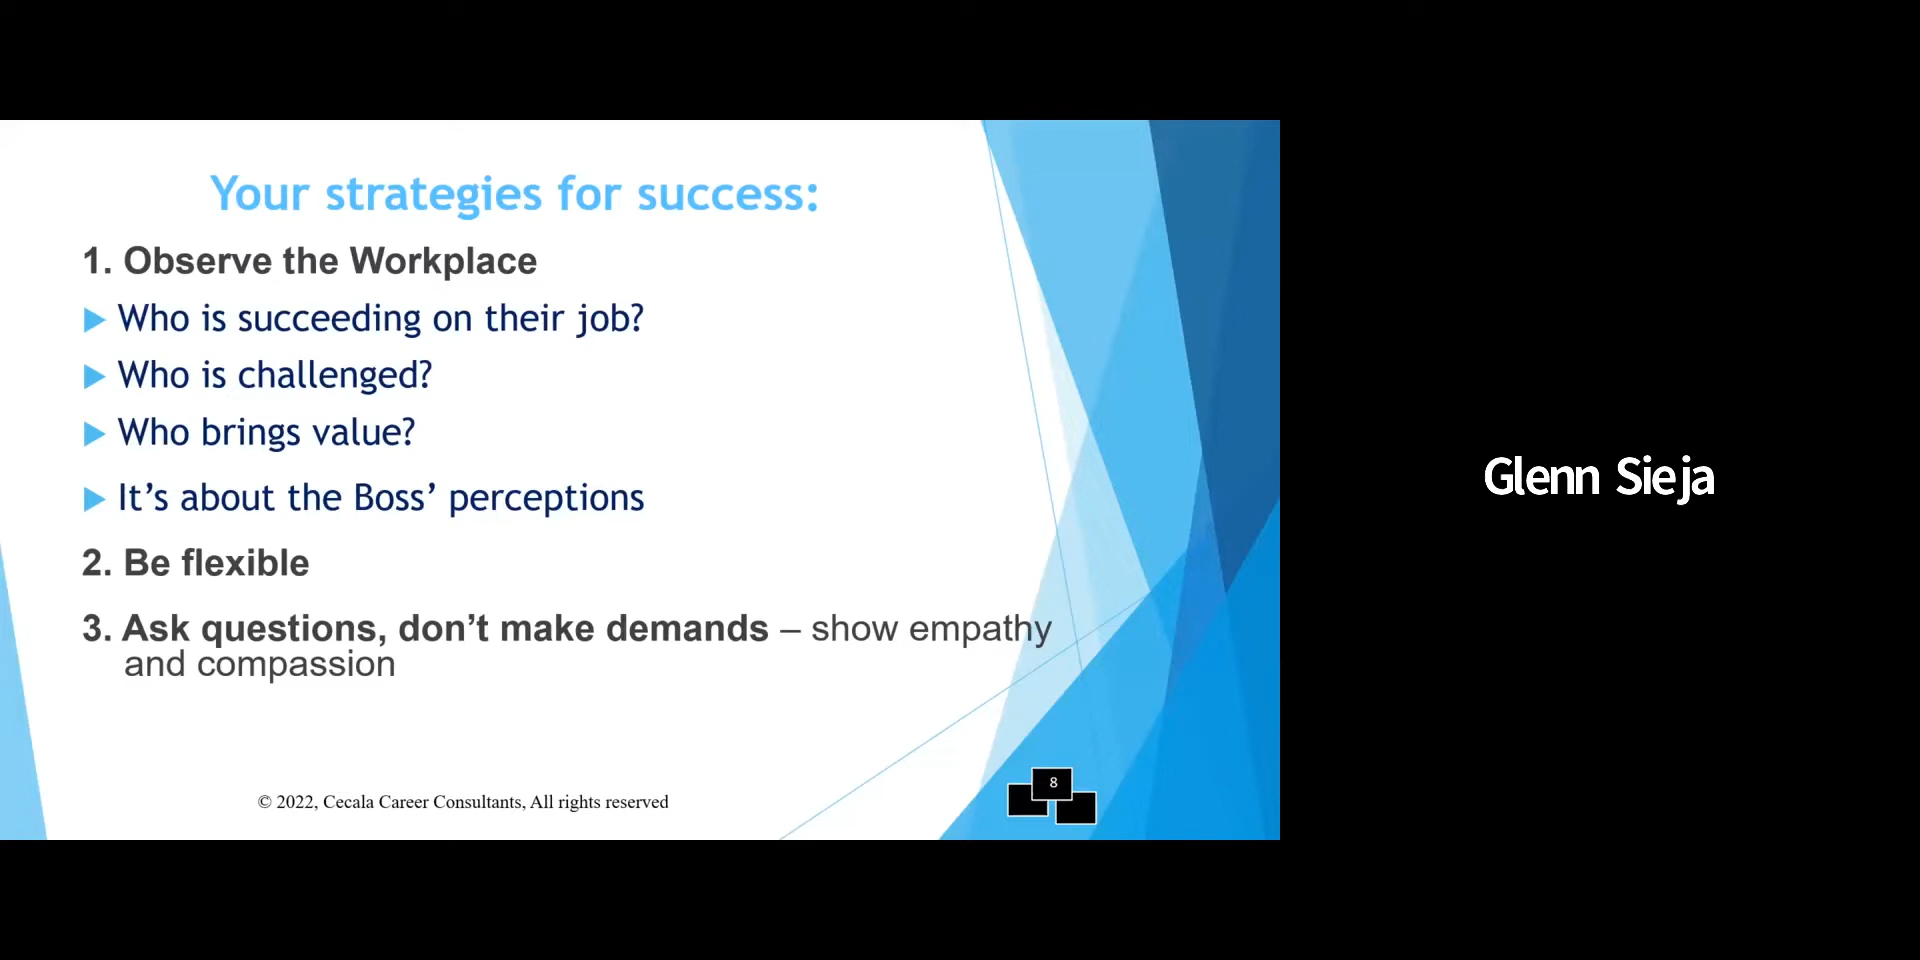 Your strategies for success:
1. Observe the Workplace
Who is succeeding on their job?
Who is challenged?
Who brings value?
It’s about the Boss’ perceptions
2. Be flexible
3. Ask questions, don’t make demands – show empathy
and compassion
© 2022, Cecala Career Consultants, All rights reserved
8
Glenn Sieja